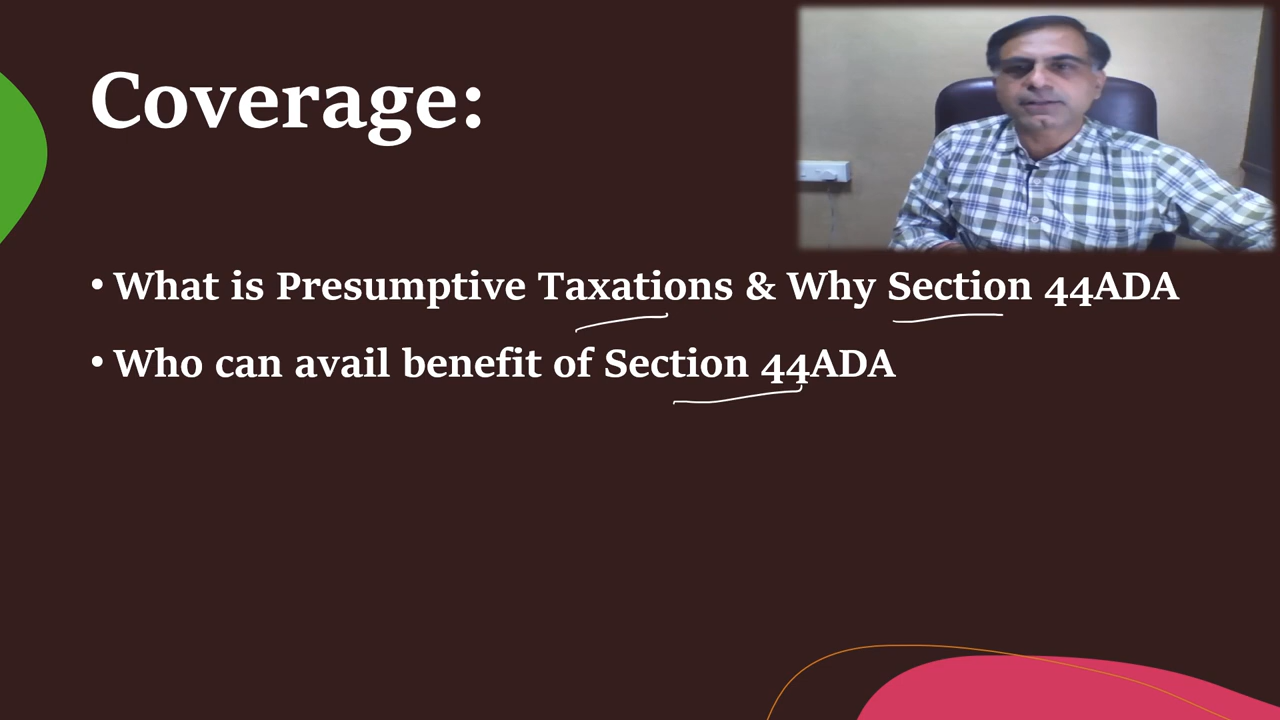 Coverage:
• What is Presumptive Taxations & Why Section 44ADA
• Who can avail benefit of Section 44ADA